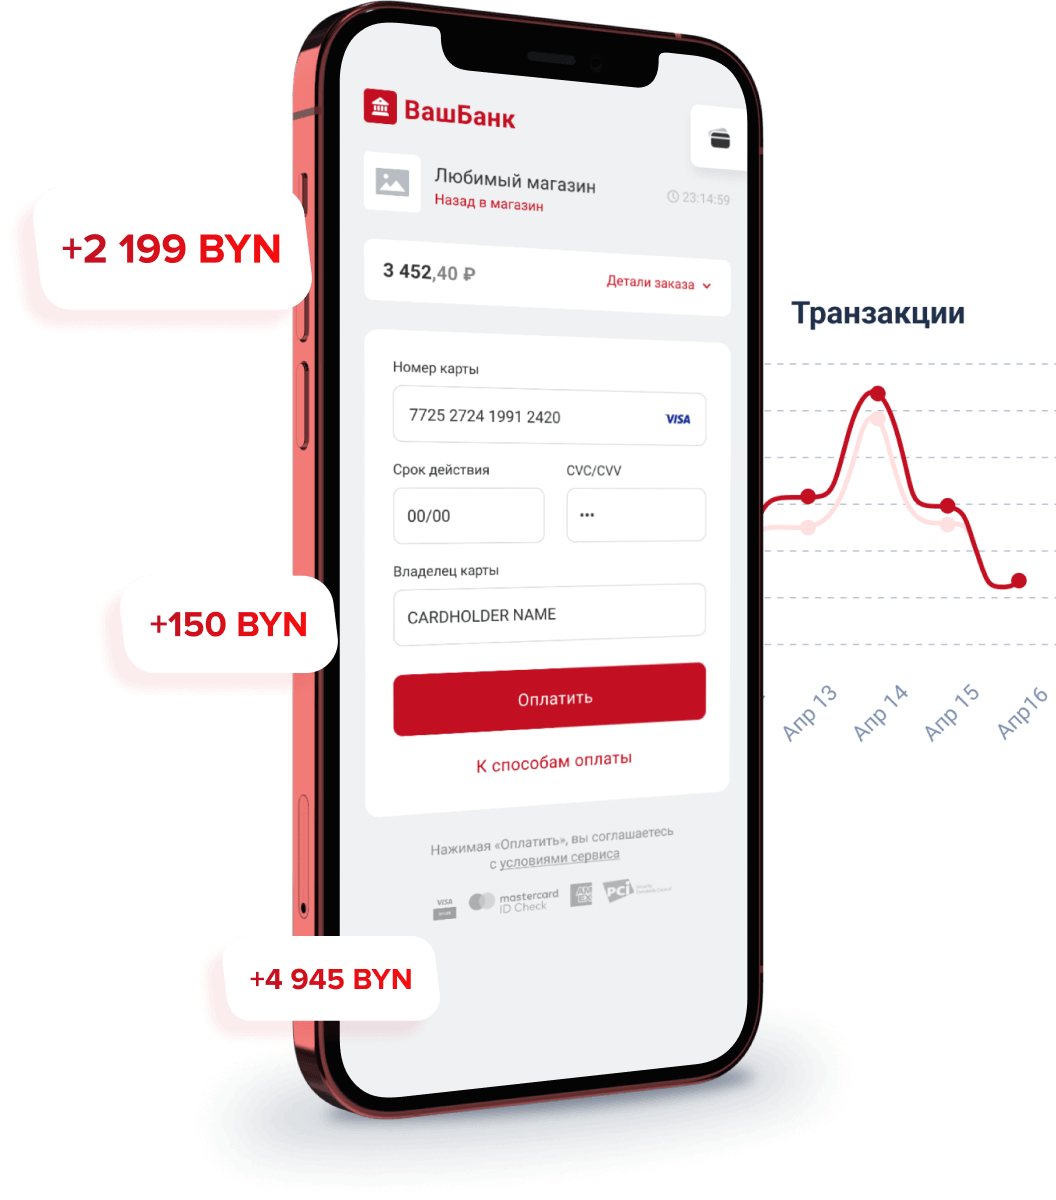 ВашБанк
Любимый магазин
Назад в магазин
23:14:59
+2 199 BYN
3 452,40 ₽
Детали заказа
Транзакции
Номер карты
7725 2724 1991 2420
VISA
Срок действия
CVC/CVV
00/00
•••
Владелец карты
CARDHOLDER NAME
+150 BYN
Оплатить
К способам оплаты
Апр 13
Апр 14
Апр 15
Апр16
Нажимая «Оплатить», вы соглашаетесь
с условиями сервиса
VISA
mastercard
ID Check
AM
EX
PCI
+4 945 BYN